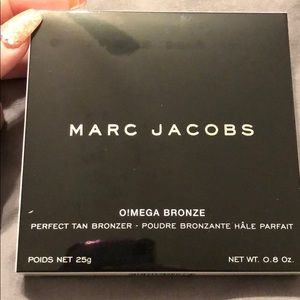 MARC JACOBS
O!MEGA BRONZE
PERFECT TAN BRONZER - POUDRE BRONZANTE HÂLE PARFAIT
POIDS NET 25g NET WT. 0.8 Oz.